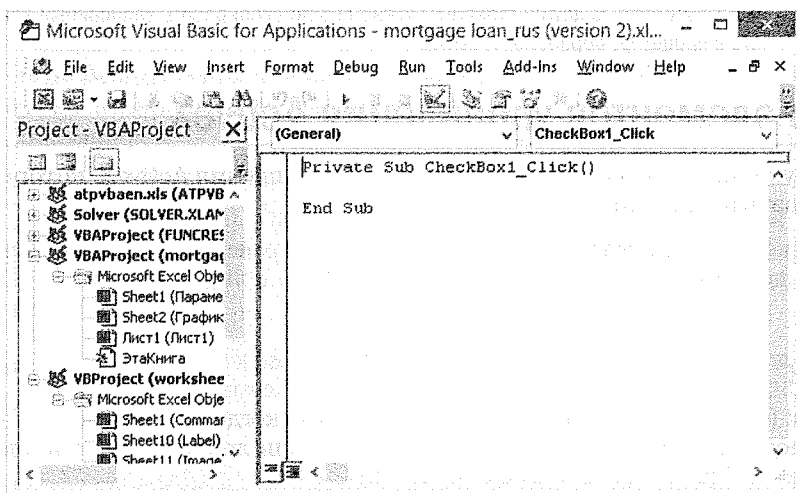 Microsoft Visual Basic for Applications - mortgage loan_rus (version 2).xl...
File Edit View Insert Format Debug Run Tools Add-Ins Window Help
Project - VBAProject
(General) CheckBox1_Click
atpvbaen.xls (ATPVB
Solver (SOLVER.XLAM
VBAProject (FUNCRES
VBAProject (mortgag
Microsoft Excel Obje
Sheet1 (Параме
Sheet2 (График
Лист1 (Лист1)
ЭтаКнига
VBProject (workshee
Microsoft Excel Obje
Sheet1 (Commar
Sheet10 (Label)
Sheet11 (Image)
Private Sub CheckBox1_Click()
End Sub